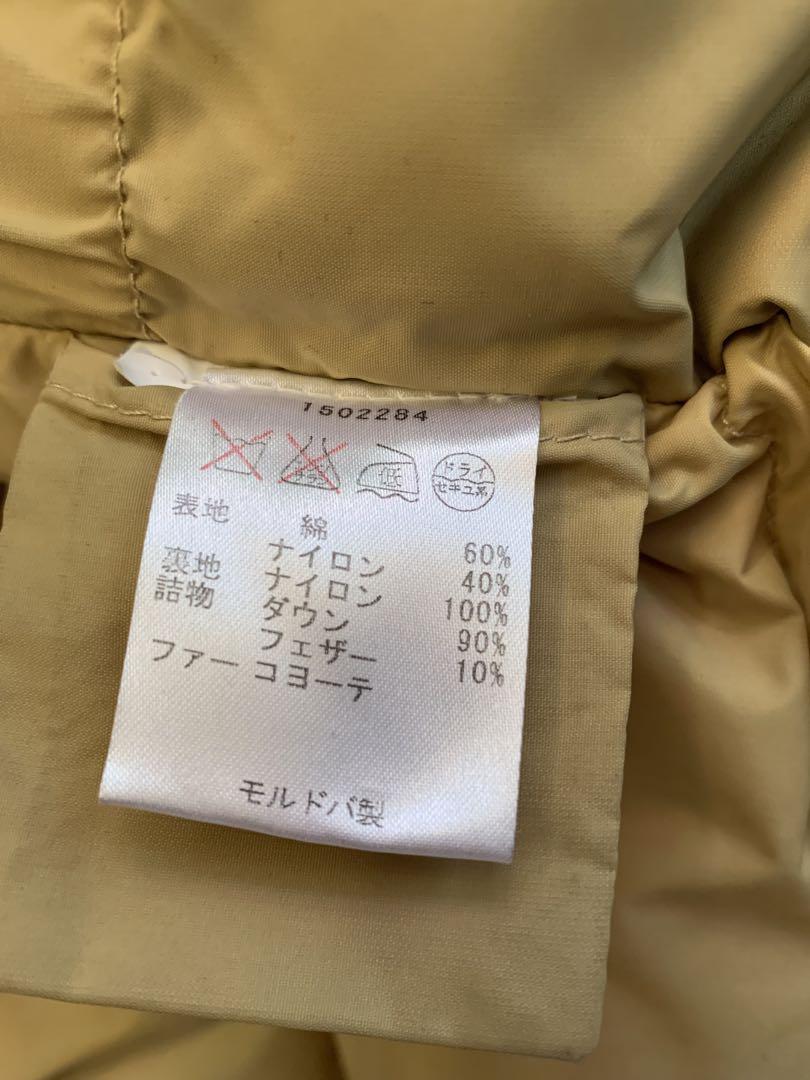 1502284
低
ドライ
セキユ系
表地 綿 60%
ナイロン 40%
裏地 ナイロン 100%
詰物 ダウン 90%
フェザー 10%
ファー コヨーテ
モルドバ製